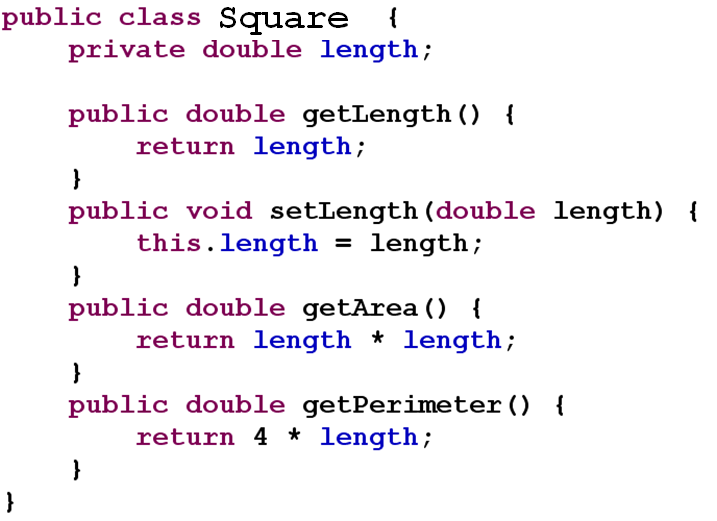 public class Square {
private double length;
public double getLength() {
return length;
}
public void setLength(double length) {
this.length = length;
}
public double getArea() {
return length * length;
}
public double getPerimeter() {
return 4 * length;
}
}